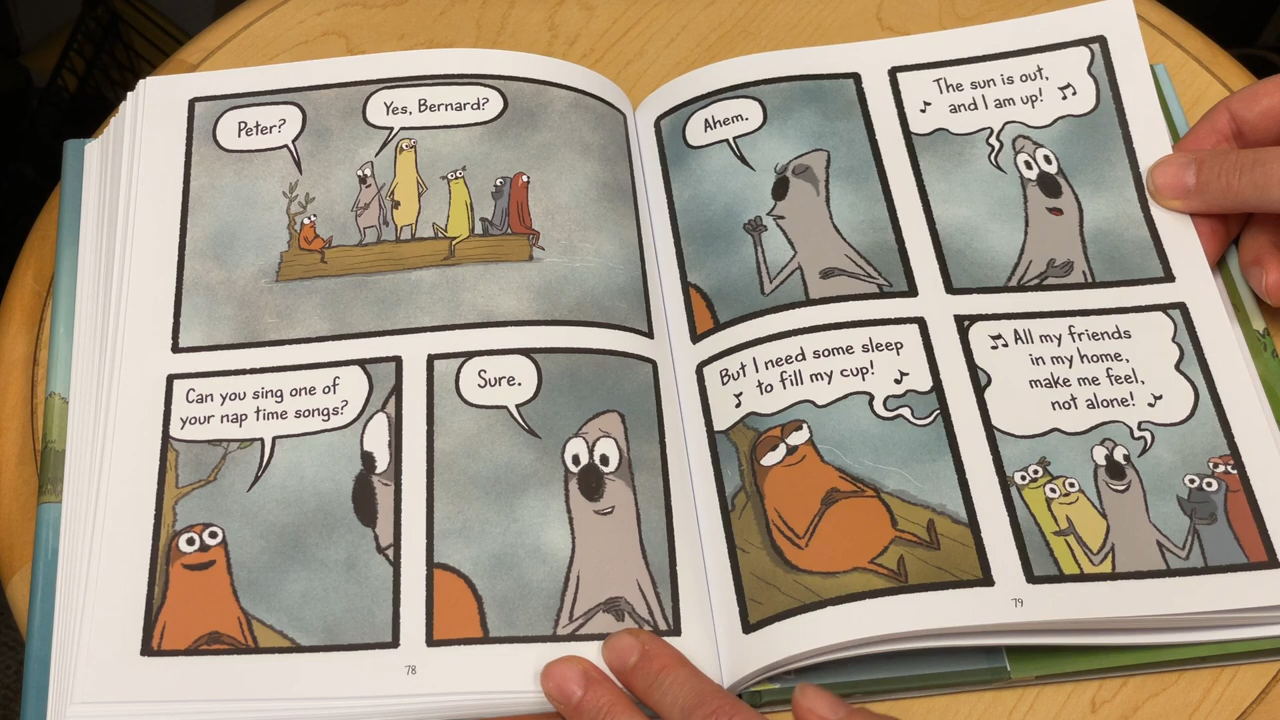 Peter?
Yes, Bernard?
Can you sing one of
your nap time songs?
Sure.
78
Ahem.
The sun is out,
and I am up!
But I need some sleep
to fill my cup!
All my friends
in my home,
make me feel,
not alone!
79